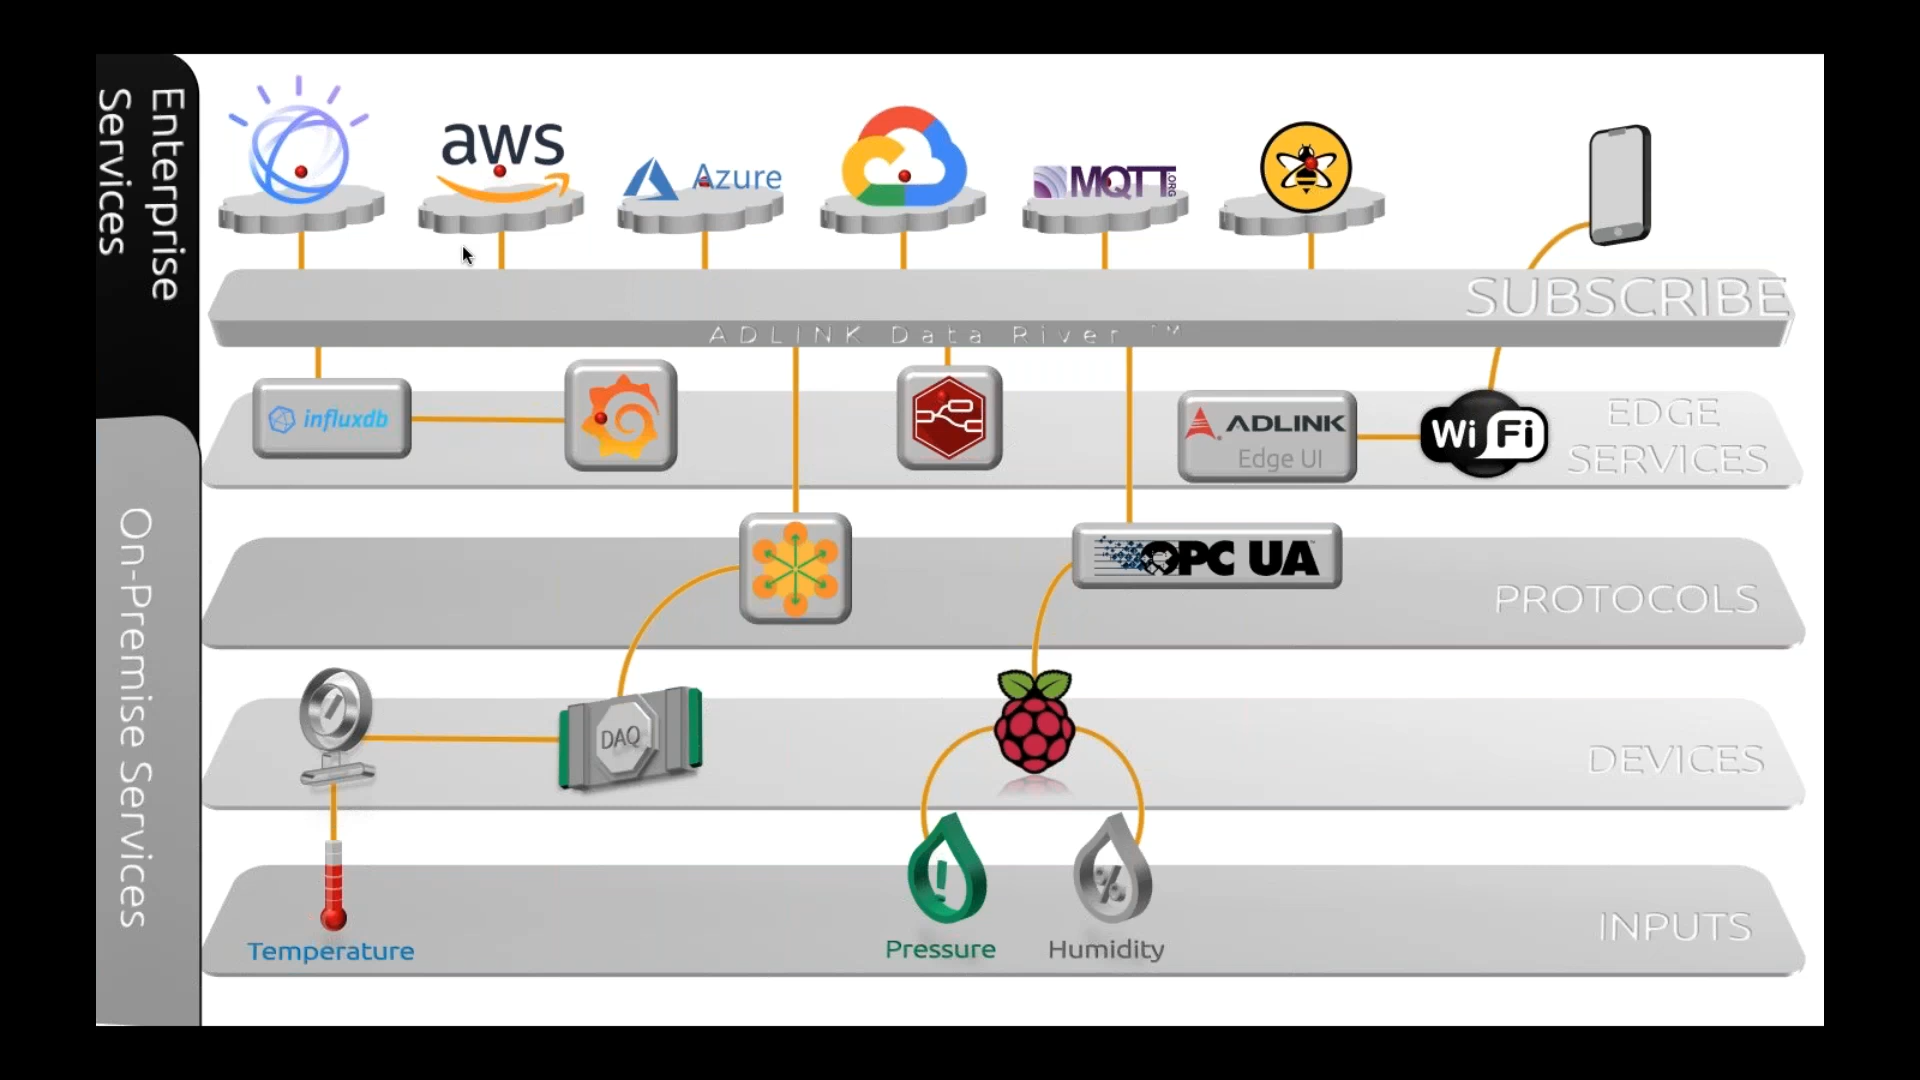 Enterprise
Services
aws
Azure
MQTT
.ORG
SUBSCRIBE
ADLINK Data River ™
influxdb
ADLINK
Edge UI
Wi Fi
EDGE
SERVICES
OPC UA
PROTOCOLS
On-Premise Services
DAQ
DEVICES
!
%
INPUTS
Temperature
Pressure
Humidity